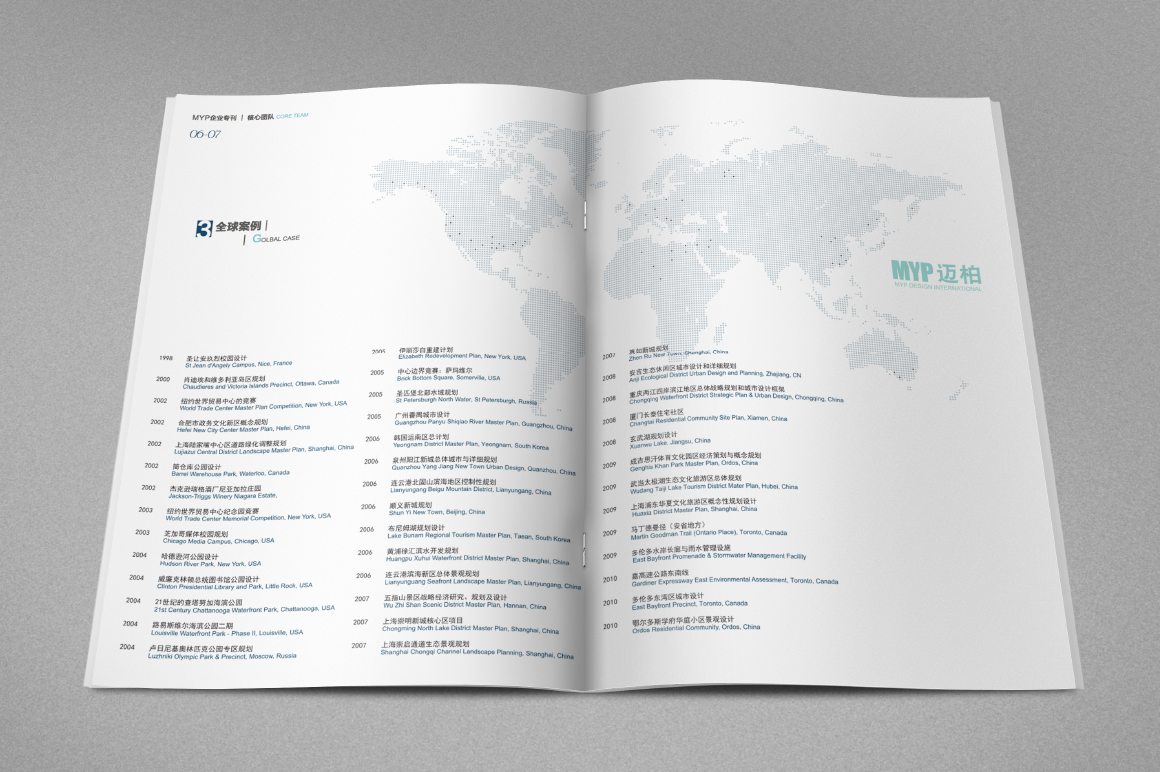 MYP企业专刊 | 核心团队 CORE TEAM
06-07
3 全球案例 |
| GOLBAL CASE
1998 圣让安玖烈校园设计
St Jean d'Angely Campus, Nice, France
2000 肖迪埃和维多利亚岛区规划
Chaudieres and Victoria Islands Precinct, Ottawa, Canada
2002 纽约世界贸易中心的竞赛
World Trade Center Master Plan Competition, New York, USA
2002 合肥市政务文化新区概念规划
Hefei New City Center Moster Plan, Hefei, China
2002 上海陆家嘴中心区道路绿化调整规划
Lujiazui Central District Landscape Master Plan, Shanghai, China
2002 筒仓库公园设计
Barrel Warehouse Park, Waterloo, Canada
2002 杰克逊瑞格酒厂尼亚加拉庄园
Jackson-Triggs Winery Niagara Estate,
2003 纽约世界贸易中心纪念园竞赛
World Trade Center Memorial Competition. New York, USA
2003 芝加哥媒体校园规划
Chicago Media Campus, Chicago, USA
2004 哈德逊河公园设计
Hudson River Park, New York, USA
2004 威廉克林顿总统图书馆公园设计
Clinton Presidential Library and Park, Little Rock, USA
2004 21世纪的查塔努加海滨公园
21st Century Chattanooga Waterfront Park, Chattanooga, USA
2004 路易斯维尔海滨公园二期
Louisville Waterfront Park - Phase II, Louisville, USA
2004 卢日尼基奥林匹克公园专区规划
Luzhniki Olympic Park & Precinct, Moscow, Russia
2005 伊丽莎白重建计划
Elizabeth Redevelopment Plan, New York, USA
2005 中心边界竞赛：萨玛维尔
Brick Bottom Square, Somerville, USA
2005 圣匹堡北部水域规划
St Petersburgh North Water, St Petersburgh, Russia
2005 广州番禺城市设计
Guangzhou Panyu Shiqiao River Master Plan, Guangzhou, China
2006 韩国运南区总计划
Yeongnam District Master Plan, Yeongnam, South Korea
2006 泉州阳江新城总体城市与详细规划
Quanzhou Yang Jiang New Town Urban Design, Quanzhou, China
2006 连云港北固山滨海地区控制性规划
Lianyungang Beigu Mountain District, Lianyungang, China
2006 顺义新城规划
Shun Yi New Town, Beijing, China
2006 布尼姆湖规划设计
Lake Bunam Regional Tourism Master Plan, Taean, South Korea
2006 黄浦徐汇滨水开发规划
Huangpu Xuhui Waterfront District Master Plan, Shanghai, China
2006 连云港滨海新区总体景观规划
Lianyunguang Seafront Landscape Master Plan, Lianyungang, China
2007 五指山景区战略经济研究、规划及设计
Wu Zhi Shan Scenic District Master Plan, Hannan, China
2007 上海崇明新城核心区项目
Chongming North Lake District Master Plan, Shanghai, China
2007 上海崇启通道生态景观规划
Shanghai Chongqi Channel Landscape Planning, Shanghai, China
MYP 迈柏
MYP DESIGN INTERNATIONAL
2007 真如新城规划
Zhen Ru New Town, Shanghai, China
2008 安吉生态休闲区城市设计和详细规划
Anji Ecological District Urban Design and Planning, Zhejiang, CN
2008 重庆两江四岸滨江地区总体战略规划和城市设计框架
Chongqing Waterfront District Strategic Plan & Urban Design, Chongqing, China
2008 厦门长泰住宅社区
Changtai Residential Community Site Plan, Xiamen, China
2008 玄武湖规划设计
Xuanwu Lake, Jiangsu, China
2009 成吉思汗体育文化园区经济策划与概念规划
Genghis Khan Park Master Plan, Ordos, China
2009 武当太极湖生态文化旅游区总体规划
Wudang Taiji Lake Tourism District Mater Plan, Hubei, China
2009 上海浦东华夏文化旅游区概念性规划设计
Huaxia District Master Plan, Shanghai, China
2009 马丁德曼径（安省地方）
Martin Goodman Trail (Ontario Place), Toronto, Canada
2009 多伦多水岸长廊与雨水管理设施
East Bayfront Promenade & Stormwater Management Facility
2010 嘉高速公路东南线
Gardiner Expressway East Environmental Assessment, Toronto, Canada
2010 多伦多东湾区城市设计
East Bayfront Precinct, Toronto, Canada
2010 鄂尔多斯学府华庭小区景观设计
Ordos Residential Community, Ordos, China